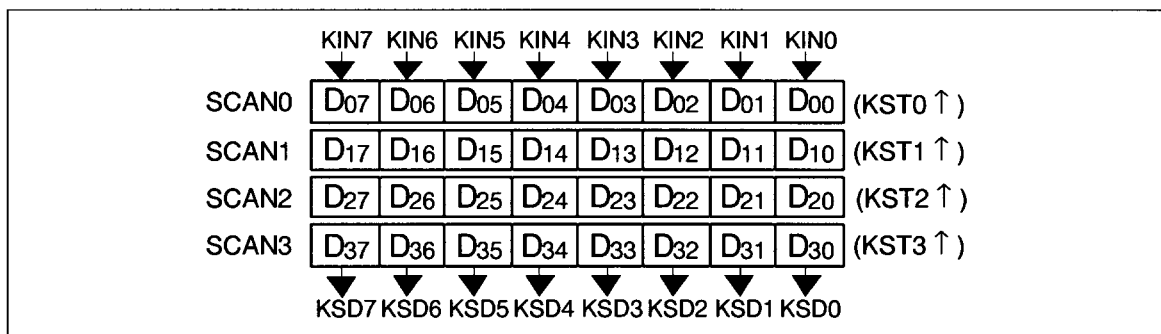 KIN7 KIN6 KIN5 KIN4 KIN3 KIN2 KIN1 KIN0
SCAN0 D07 D06 D05 D04 D03 D02 D01 D00 (KST0 ↑)
SCAN1 D17 D16 D15 D14 D13 D12 D11 D10 (KST1 ↑)
SCAN2 D27 D26 D25 D24 D23 D22 D21 D20 (KST2 ↑)
SCAN3 D37 D36 D35 D34 D33 D32 D31 D30 (KST3 ↑)
KSD7 KSD6 KSD5 KSD4 KSD3 KSD2 KSD1 KSD0